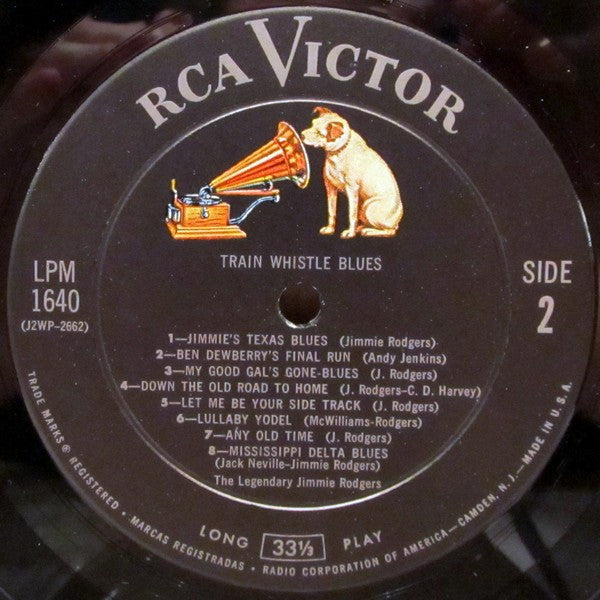 RCA VICTOR
TRAIN WHISTLE BLUES
LPM
1640
(J2WP-2662)
SIDE
2
1—JIMMIE'S TEXAS BLUES (Jimmie Rodgers)
2—BEN DEWBERRY'S FINAL RUN (Andy Jenkins)
3—MY GOOD GAL'S GONE-BLUES (J. Rodgers)
4—DOWN THE OLD ROAD TO HOME (J. Rodgers–C. D. Harvey)
5—LET ME BE YOUR SIDE TRACK (J. Rodgers)
6—LULLABY YODEL (McWilliams-Rodgers)
7—ANY OLD TIME (J. Rodgers)
8—MISSISSIPPI DELTA BLUES
(Jack Neville–Jimmie Rodgers)
The Legendary Jimmie Rodgers
LONG 33⅓ PLAY
TRADE MARKS ® REGISTERED • MARCAS REGISTRADAS • RADIO CORPORATION OF AMERICA—CAMDEN, N. J.—MADE IN U.S.A.